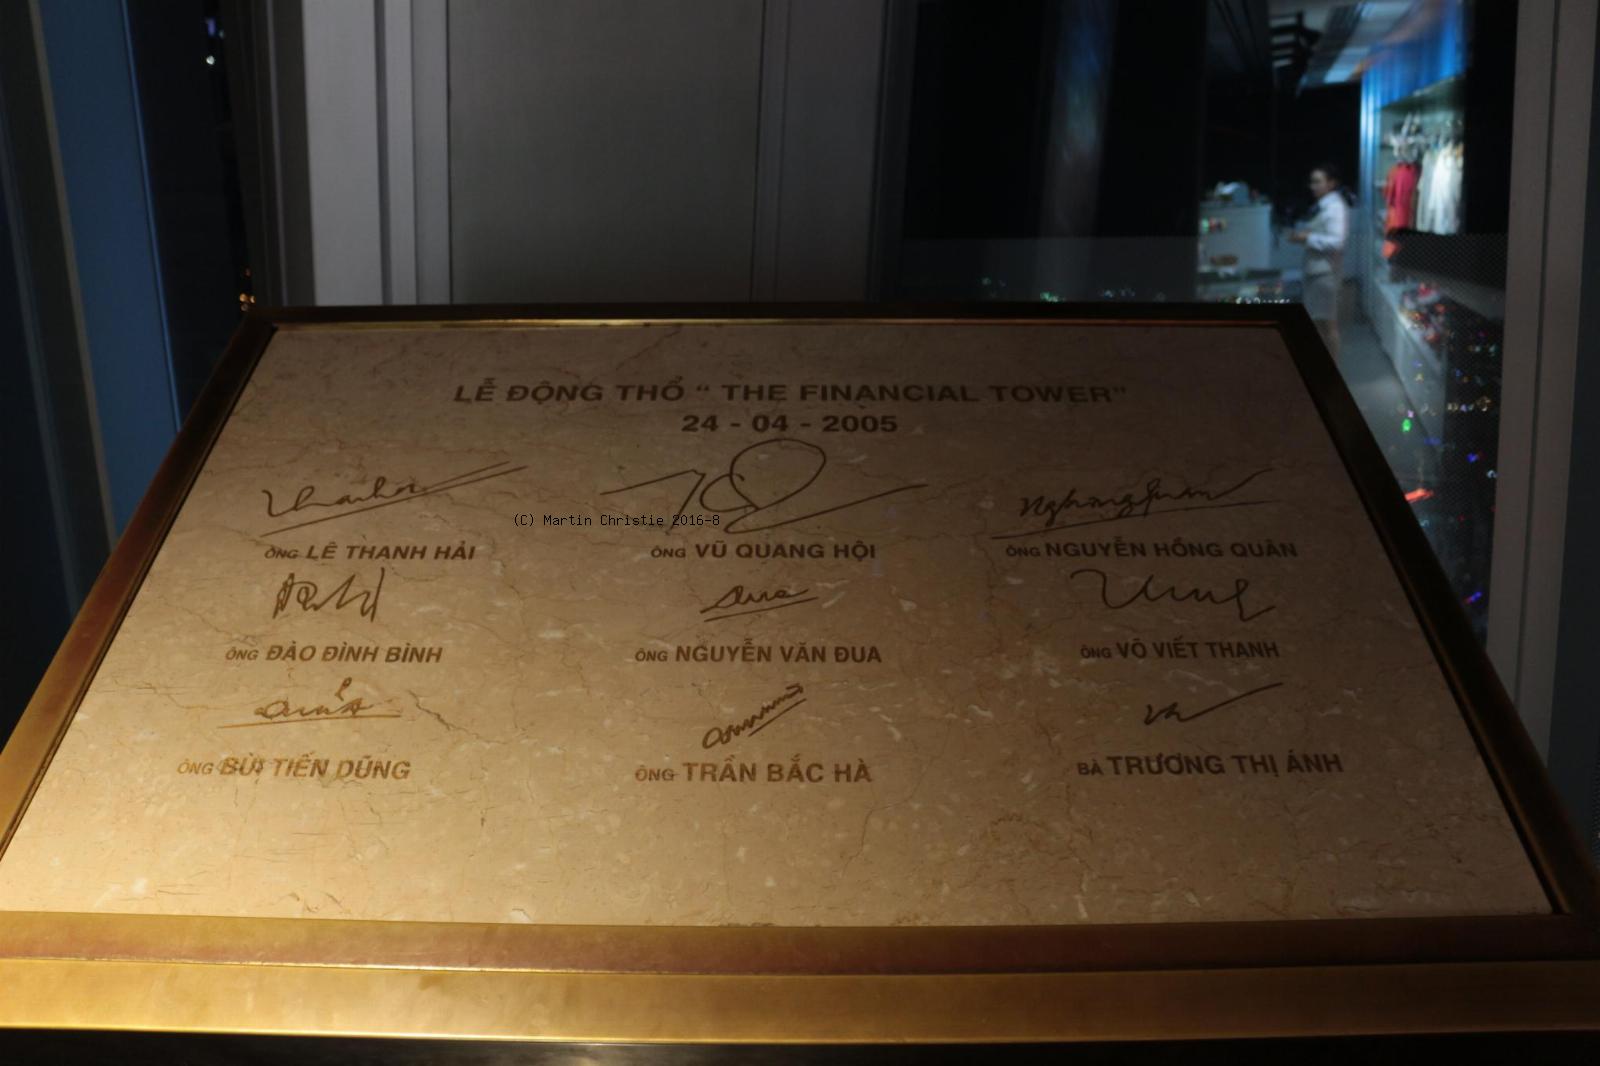 LỄ ĐỘNG THỔ “ THE FINANCIAL TOWER”
24 - 04 - 2005
(C) Martin Christie 2016-8
ÔNG LÊ THANH HẢI
ÔNG VŨ QUANG HỘI
ÔNG NGUYỄN HỒNG QUÂN
ÔNG ĐÀO ĐÌNH BÌNH
ÔNG NGUYỄN VĂN ĐUA
ÔNG VÕ VIẾT THANH
ÔNG BÙI TIẾN DŨNG
ÔNG TRẦN BẮC HÀ
BÀ TRƯƠNG THỊ ÁNH